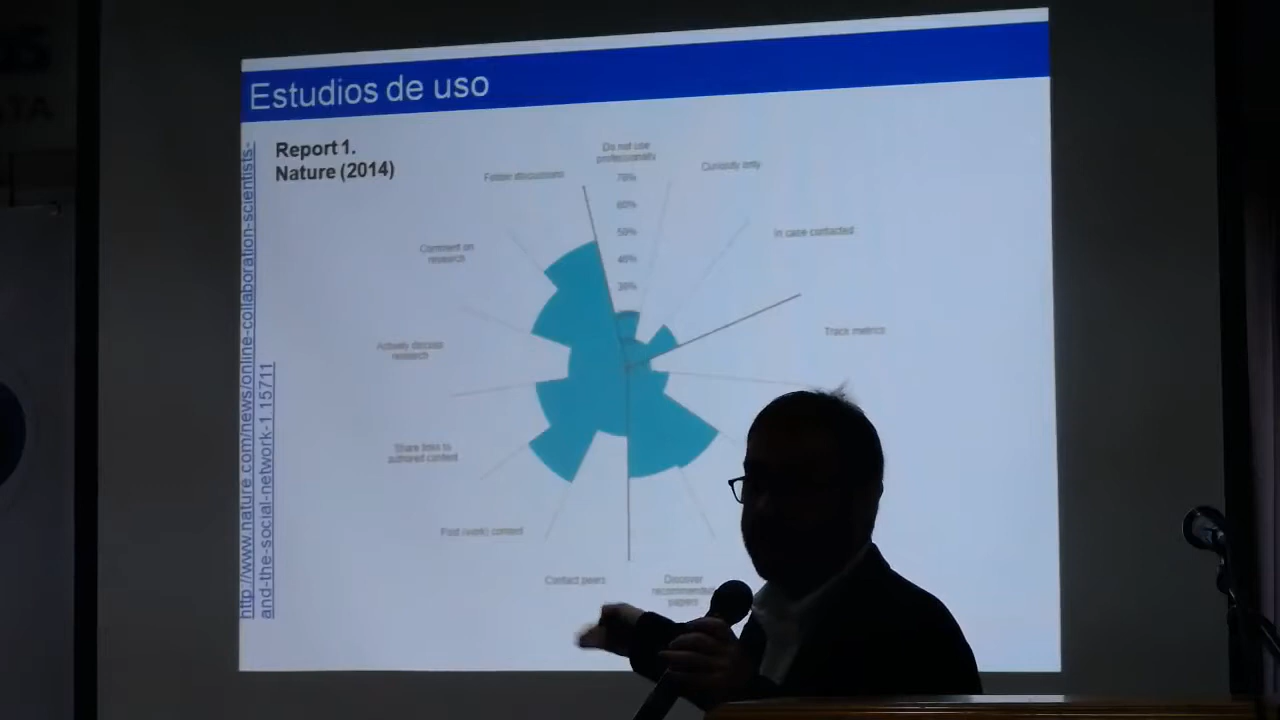 Estudios de uso
Report 1.
Nature (2014)
http://www.nature.com/news/online-collaboration-scientists-
and-the-social-network-1.15711
Do not use
professionally
Curiosity only
In case contacted
Track metrics
Discover
recommended
papers
Contact peers
Post (work) content
Share links to
authored content
Actively discuss
research
Comment on
research
Follow discussions
70%
60%
50%
40%
30%